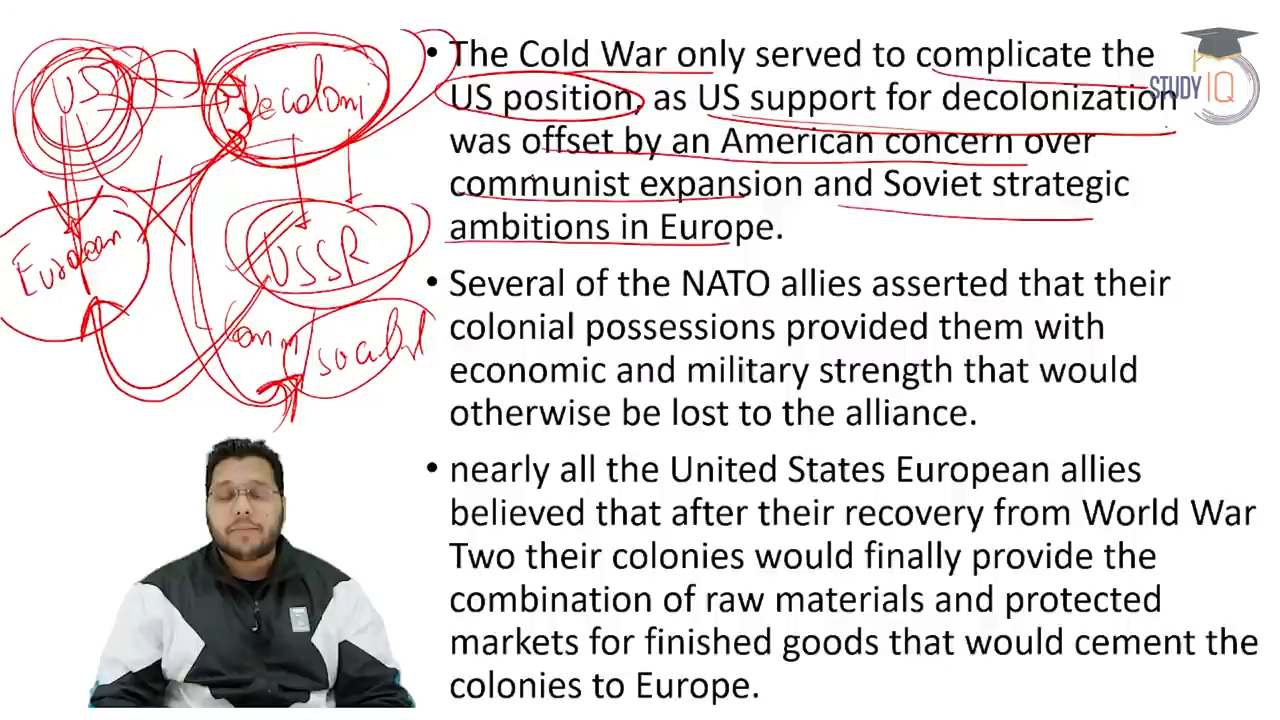 US
Decoloni
European
USSR
Comm
socialist
• The Cold War only served to complicate the
US position, as US support for decolonization
was offset by an American concern over
communist expansion and Soviet strategic
ambitions in Europe.
• Several of the NATO allies asserted that their
colonial possessions provided them with
economic and military strength that would
otherwise be lost to the alliance.
• nearly all the United States European allies
believed that after their recovery from World War
Two their colonies would finally provide the
combination of raw materials and protected
markets for finished goods that would cement the
colonies to Europe.
STUDY IQ